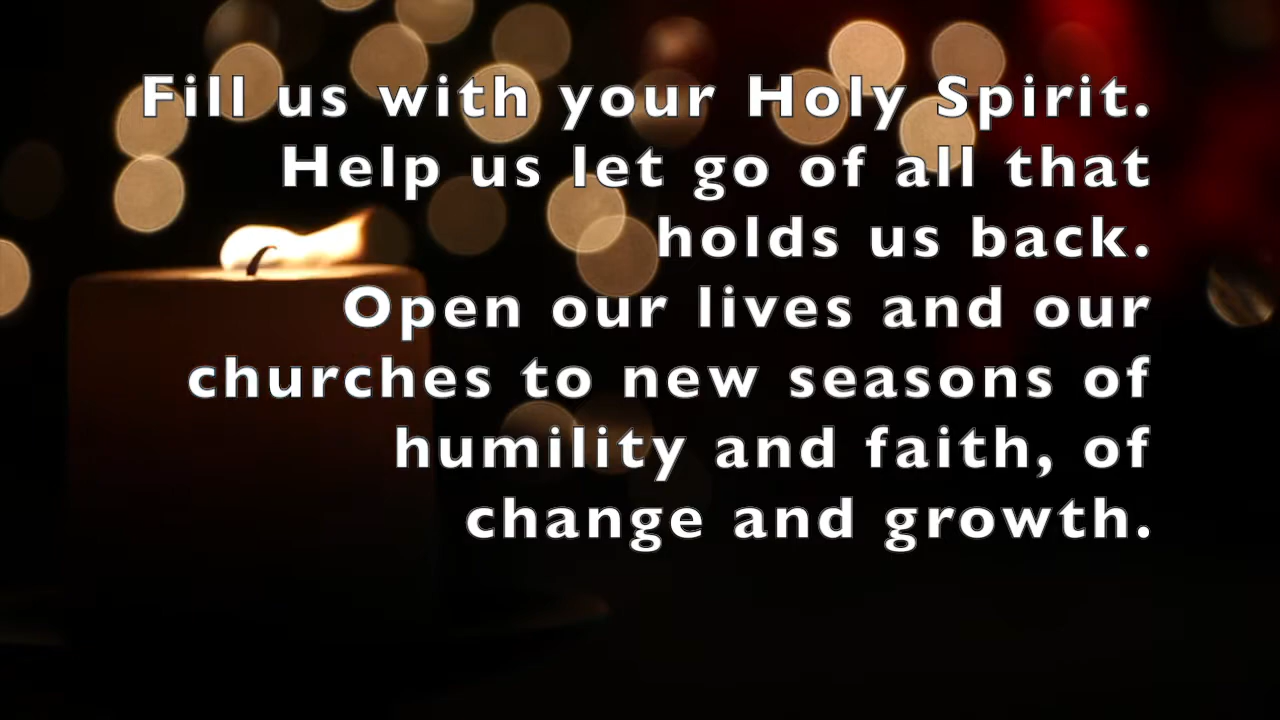 Fill us with your Holy Spirit.
Help us let go of all that
holds us back.
Open our lives and our
churches to new seasons of
humility and faith, of
change and growth.